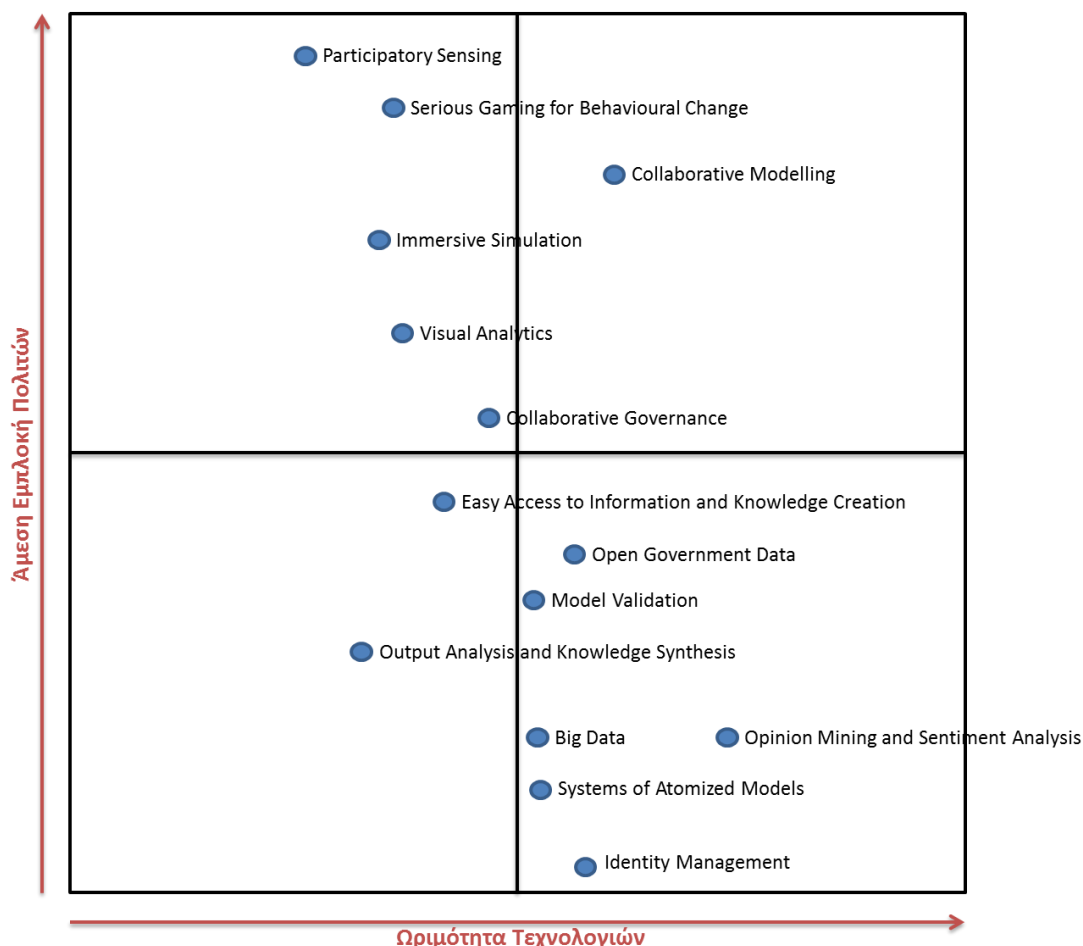 Participatory Sensing
Serious Gaming for Behavioural Change
Collaborative Modelling
Immersive Simulation
Visual Analytics
Collaborative Governance
Άμεση Εμπλοκή Πολιτών
Easy Access to Information and Knowledge Creation
Open Government Data
Model Validation
Output Analysis and Knowledge Synthesis
Big Data
Opinion Mining and Sentiment Analysis
Systems of Atomized Models
Identity Management
Ωριμότητα Τεχνολογιών